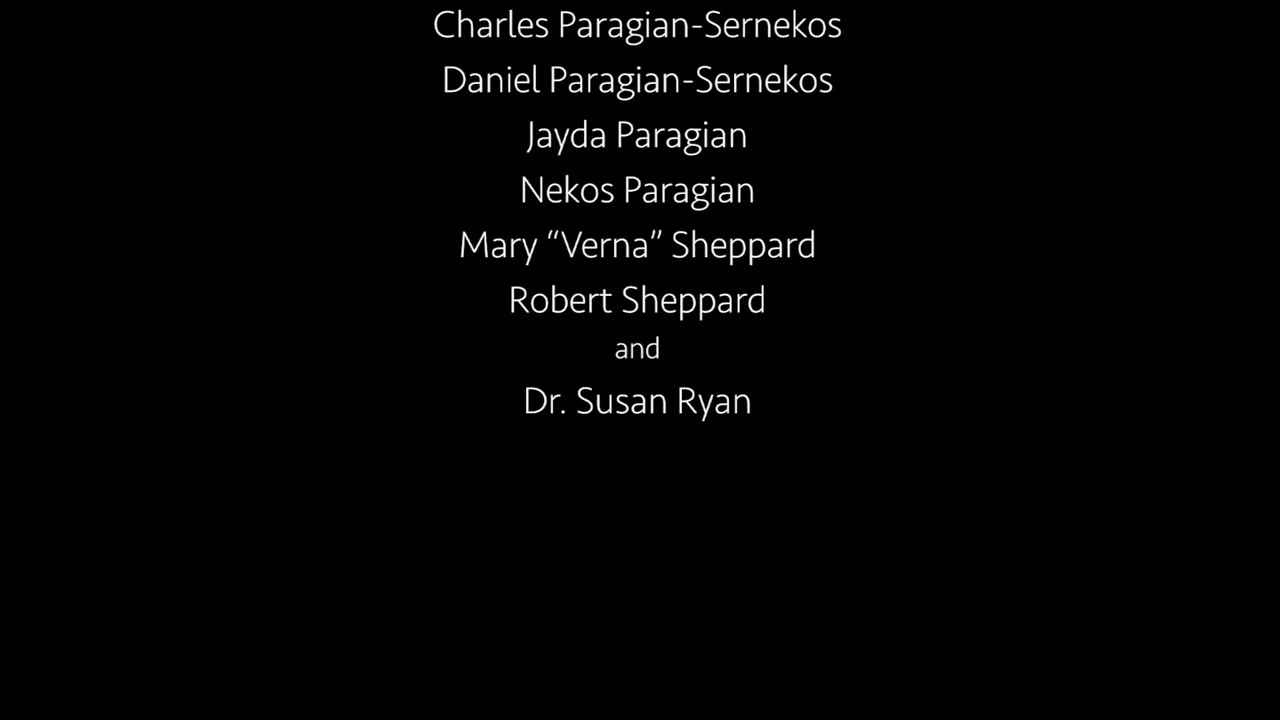 Charles Paragian-Sernekos
Daniel Paragian-Sernekos
Jayda Paragian
Nekos Paragian
Mary “Verna” Sheppard
Robert Sheppard
and
Dr. Susan Ryan